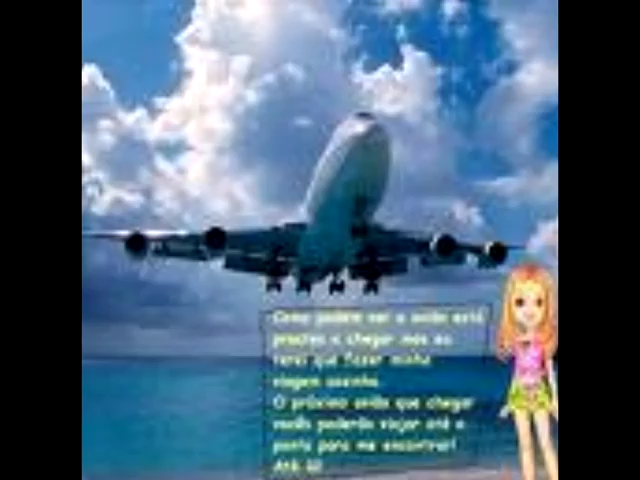 Como podem ver o avião está
prestes a chegar mas eu
terei que fazer minha
viagem sozinha.
O próximo avião que chegar
vocês poderão viajar até o
ponto para me encontrar!
Até lá!